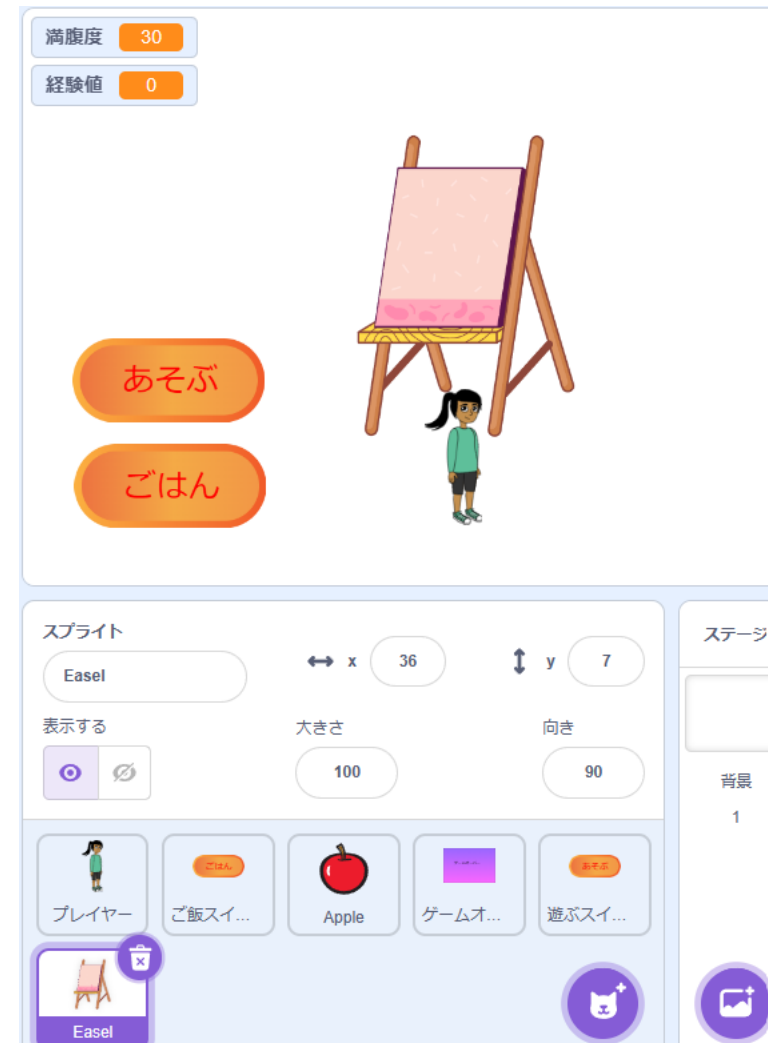 満腹度 30
経験値 0
あそぶ
ごはん
スプライト
Easel
x 36
y 7
ステージ
表示する
大きさ
100
向き
90
背景
1
プレイヤー
ご飯スイ...
Apple
ゲームオ...
遊ぶスイ...
ごはん
あそぶ
Easel